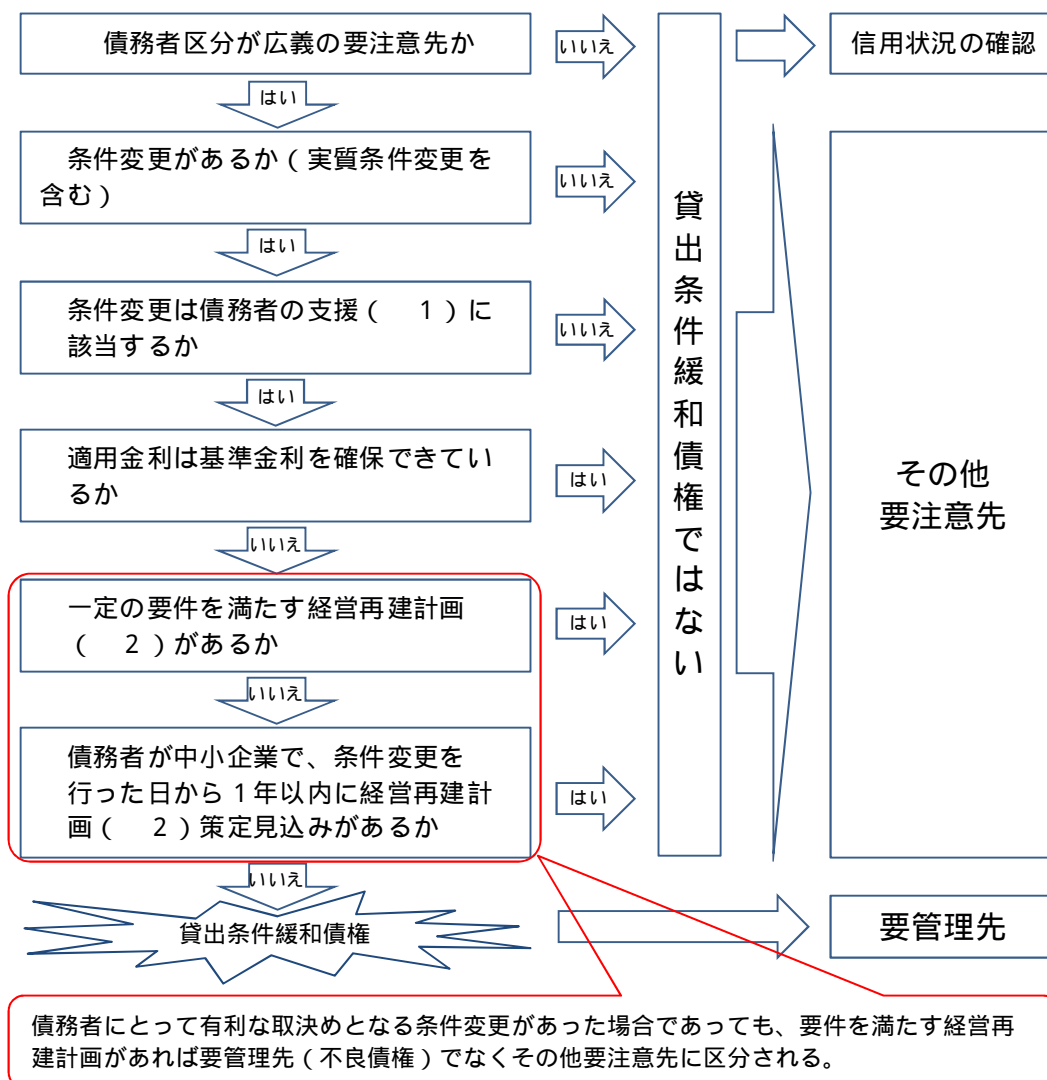 債務者区分が広義の要注意先か
いいえ
信用状況の確認
はい
条件変更があるか（実質条件変更を
含む）
いいえ
はい
条件変更は債務者の支援（　１）に
該当するか
いいえ
はい
適用金利は基準金利を確保できてい
るか
はい
いいえ
一定の要件を満たす経営再建計画
（　２）があるか
はい
いいえ
債務者が中小企業で、条件変更を
行った日から１年以内に経営再建計
画（　２）策定見込みがあるか
はい
いいえ
貸出条件緩和債権ではない
その他
要注意先
貸出条件緩和債権
要管理先
債務者にとって有利な取決めとなる条件変更があった場合であっても、要件を満たす経営再
建計画があれば要管理先（不良債権）でなくその他要注意先に区分される。